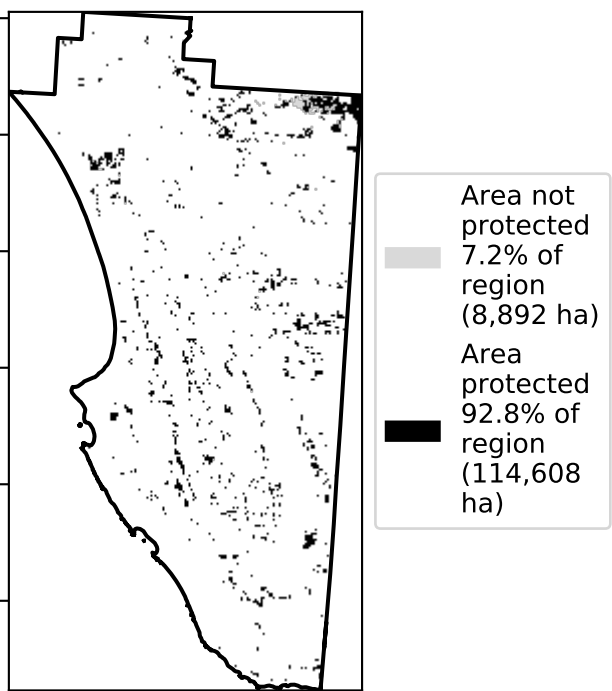 Area not
protected
7.2% of
region
(8,892 ha)
Area
protected
92.8% of
region
(114,608
ha)